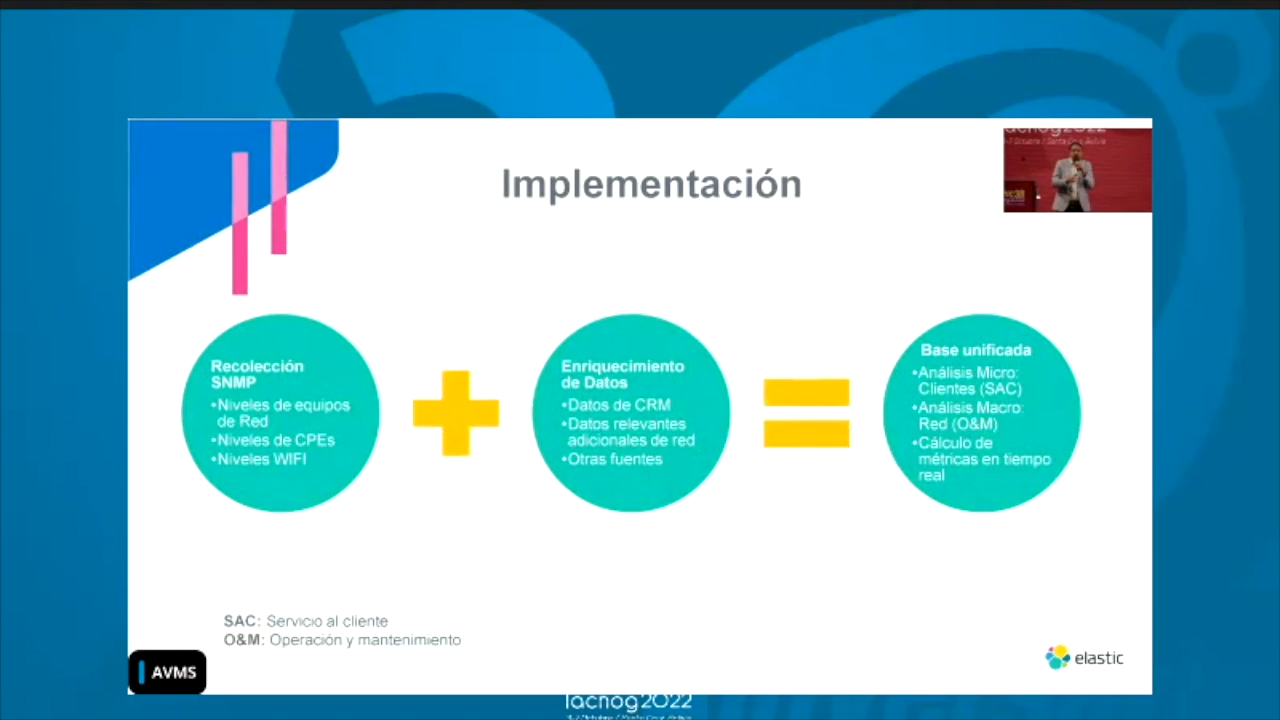 Implementación
lacnog2022
Recolección
SNMP
•Niveles de equipos
de Red
•Niveles de CPEs
•Niveles WIFI
Enriquecimiento
de Datos
•Datos de CRM
•Datos relevantes
adicionales de red
•Otras fuentes
Base unificada
•Análisis Micro:
Clientes (SAC)
•Análisis Macro:
Red (O&M)
•Cálculo de
métricas en tiempo
real
SAC: Servicio al cliente
O&M: Operación y mantenimiento
AVMS
elastic
lacnog2022